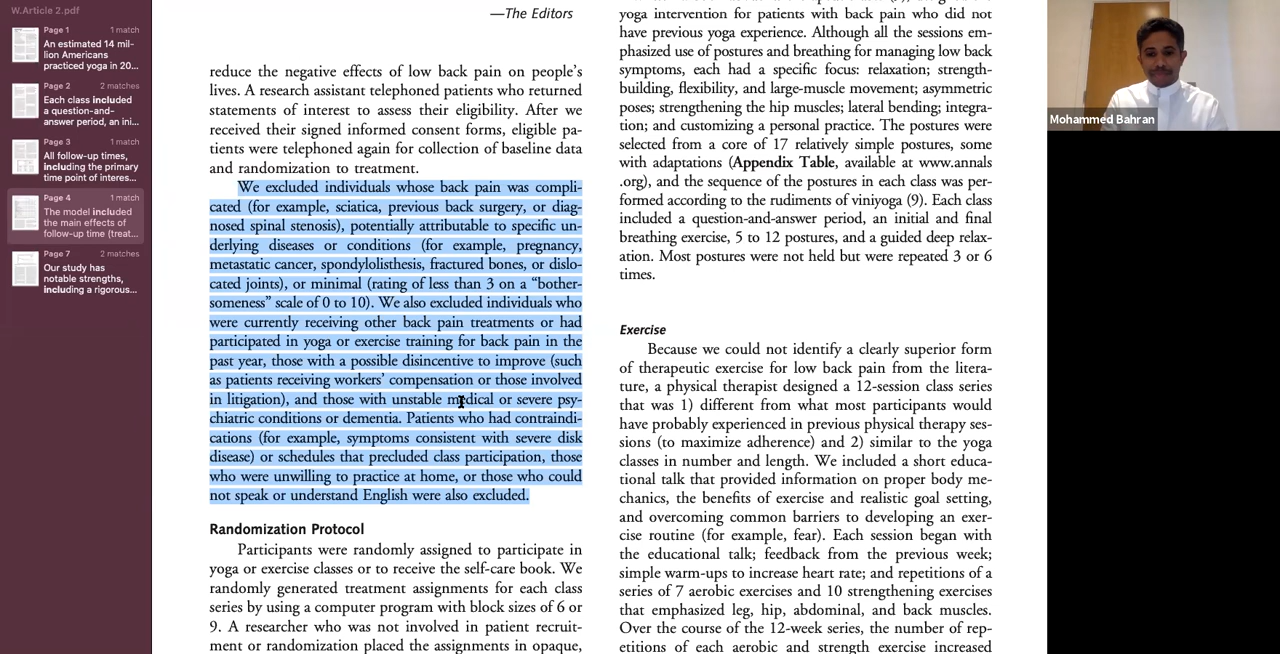 W.Article 2.pdf
Page 1 1 match
An estimated 14 mil-
lion Americans
practiced yoga in 20...
Page 2 2 matches
Each class included
a question-and-
answer period, an ini...
Page 3 1 match
All follow-up times,
including the primary
time point of interes...
Page 4 1 match
The model included
the main effects of
follow-up time (treat...
Page 7 2 matches
Our study has
notable strengths,
including a rigorous...
—The Editors
reduce the negative effects of low back pain on people's
lives. A research assistant telephoned patients who returned
statements of interest to assess their eligibility. After we
received their signed informed consent forms, eligible pa-
tients were telephoned again for collection of baseline data
and randomization to treatment.
We excluded individuals whose back pain was compli-
cated (for example, sciatica, previous back surgery, or diag-
nosed spinal stenosis), potentially attributable to specific un-
derlying diseases or conditions (for example, pregnancy,
metastatic cancer, spondylolisthesis, fractured bones, or dislo-
cated joints), or minimal (rating of less than 3 on a “bother-
someness” scale of 0 to 10). We also excluded individuals who
were currently receiving other back pain treatments or had
participated in yoga or exercise training for back pain in the
past year, those with a possible disincentive to improve (such
as patients receiving workers' compensation or those involved
in litigation), and those with unstable medical or severe psy-
chiatric conditions or dementia. Patients who had contraindi-
cations (for example, symptoms consistent with severe disk
disease) or schedules that precluded class participation, those
who were unwilling to practice at home, or those who could
not speak or understand English were also excluded.
Randomization Protocol
Participants were randomly assigned to participate in
yoga or exercise classes or to receive the self-care book. We
randomly generated treatment assignments for each class
series by using a computer program with block sizes of 6 or
9. A researcher who was not involved in patient recruit-
ment or randomization placed the assignments in opaque,
yoga intervention for patients with back pain who did not
have previous yoga experience. Although all the sessions em-
phasized use of postures and breathing for managing low back
symptoms, each had a specific focus: relaxation; strength-
building, flexibility, and large-muscle movement; asymmetric
poses; strengthening the hip muscles; lateral bending; integra-
tion; and customizing a personal practice. The postures were
selected from a core of 17 relatively simple postures, some
with adaptations (Appendix Table, available at www.annals
.org), and the sequence of the postures in each class was per-
formed according to the rudiments of viniyoga (9). Each class
included a question-and-answer period, an initial and final
breathing exercise, 5 to 12 postures, and a guided deep relax-
ation. Most postures were not held but were repeated 3 or 6
times.
Exercise
Because we could not identify a clearly superior form
of therapeutic exercise for low back pain from the litera-
ture, a physical therapist designed a 12-session class series
that was 1) different from what most participants would
have probably experienced in previous physical therapy ses-
sions (to maximize adherence) and 2) similar to the yoga
classes in number and length. We included a short educa-
tional talk that provided information on proper body me-
chanics, the benefits of exercise and realistic goal setting,
and overcoming common barriers to developing an exer-
cise routine (for example, fear). Each session began with
the educational talk; feedback from the previous week;
simple warm-ups to increase heart rate; and repetitions of a
series of 7 aerobic exercises and 10 strengthening exercises
that emphasized leg, hip, abdominal, and back muscles.
Over the course of the 12-week series, the number of rep-
etitions of each aerobic and strength exercise increased
Mohammed Bahran